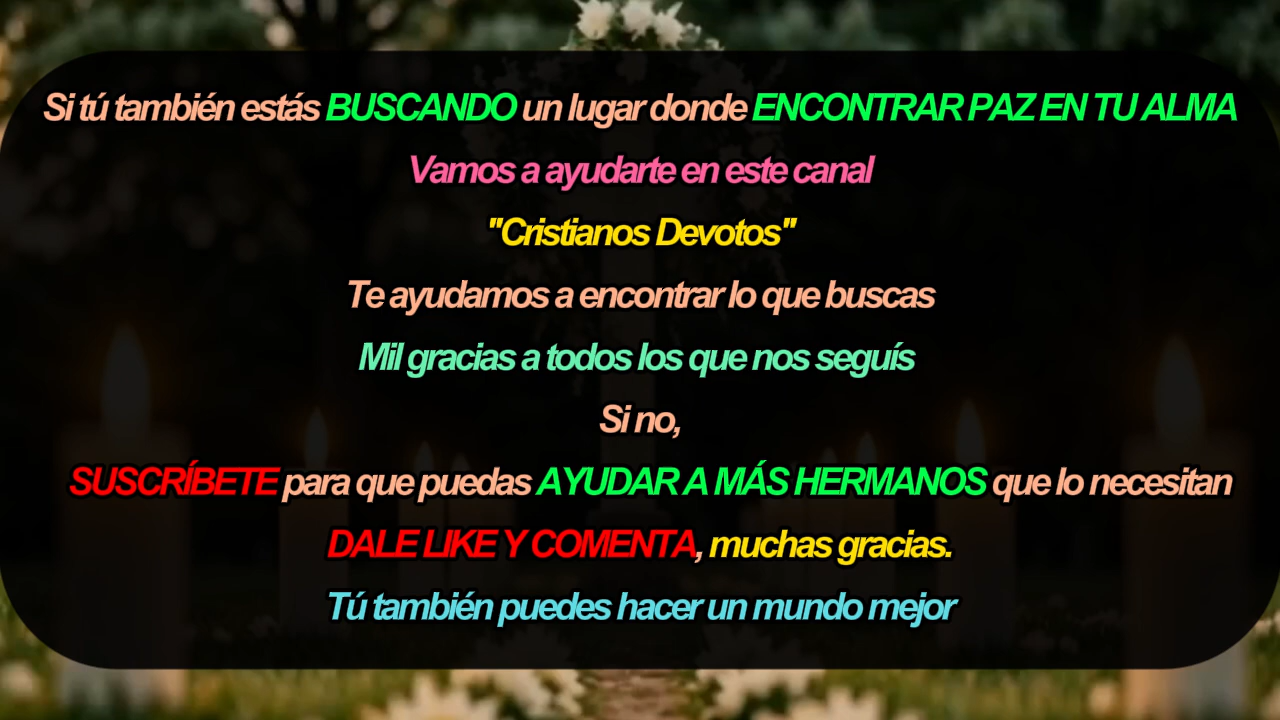 Si tú también estás BUSCANDO un lugar donde ENCONTRAR PAZ EN TU ALMA
Vamos a ayudarte en este canal
"Cristianos Devotos"
Te ayudamos a encontrar lo que buscas
Mil gracias a todos los que nos seguís
Si no,
SUSCRÍBETE para que puedas AYUDAR A MÁS HERMANOS que lo necesitan
DALE LIKE Y COMENTA, muchas gracias.
Tú también puedes hacer un mundo mejor